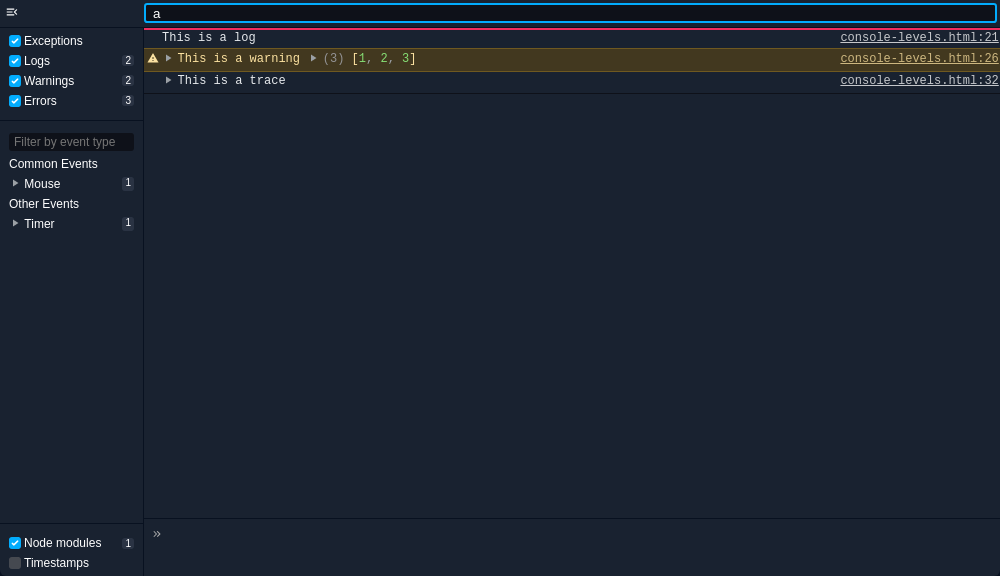 a
Exceptions
Logs 2
Warnings 2
Errors 3
Filter by event type
Common Events
Mouse 1
Other Events
Timer 1
Node modules 1
Timestamps
This is a log console-levels.html:21
This is a warning (3) [1, 2, 3] console-levels.html:26
This is a trace console-levels.html:32
»